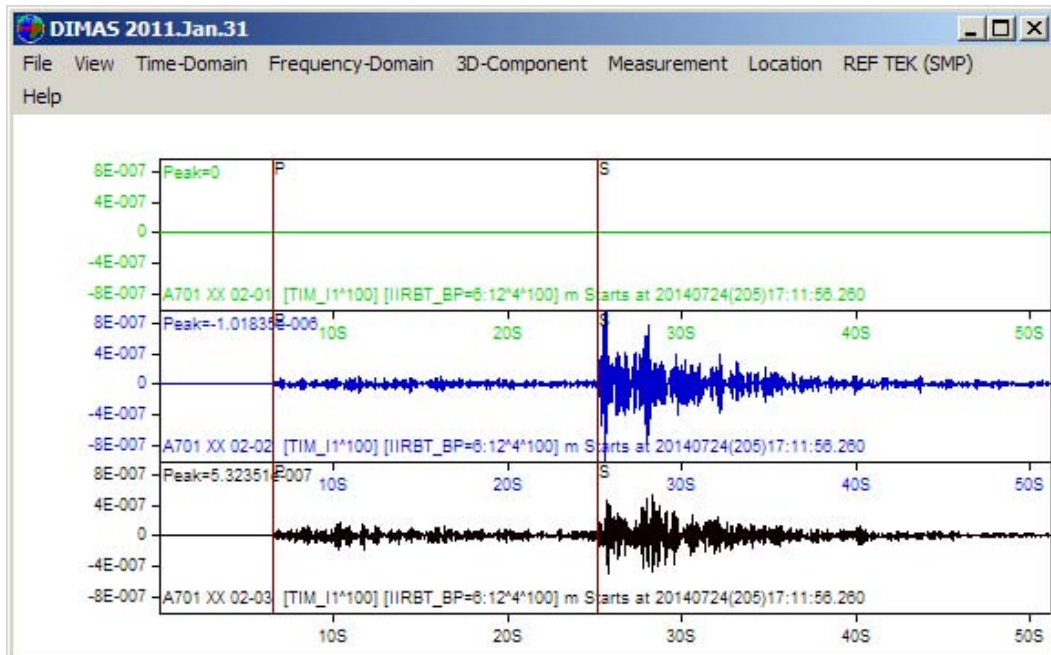 DIMAS 2011.Jan.31
File View Time-Domain Frequency-Domain 3D-Component Measurement Location REF TEK (SMP)
Help
8E-007 Peak=0 P S
4E-007
0
-4E-007
-8E-007 A701 XX 02-01 [TIM_I1^100] [IIRBT_BP=6:12^4^100] m Starts at 20140724(205)17:11:56.260
8E-007 Peak=-1.01835e-006 P 10S 20S S 30S 40S 50S
4E-007
0
-4E-007
-8E-007 A701 XX 02-02 [TIM_I1^100] [IIRBT_BP=6:12^4^100] m Starts at 20140724(205)17:11:56.260
8E-007 Peak=5.32351e-007 P 10S 20S S 30S 40S 50S
4E-007
0
-4E-007
-8E-007 A701 XX 02-03 [TIM_I1^100] [IIRBT_BP=6:12^4^100] m Starts at 20140724(205)17:11:56.260
10S 20S 30S 40S 50S